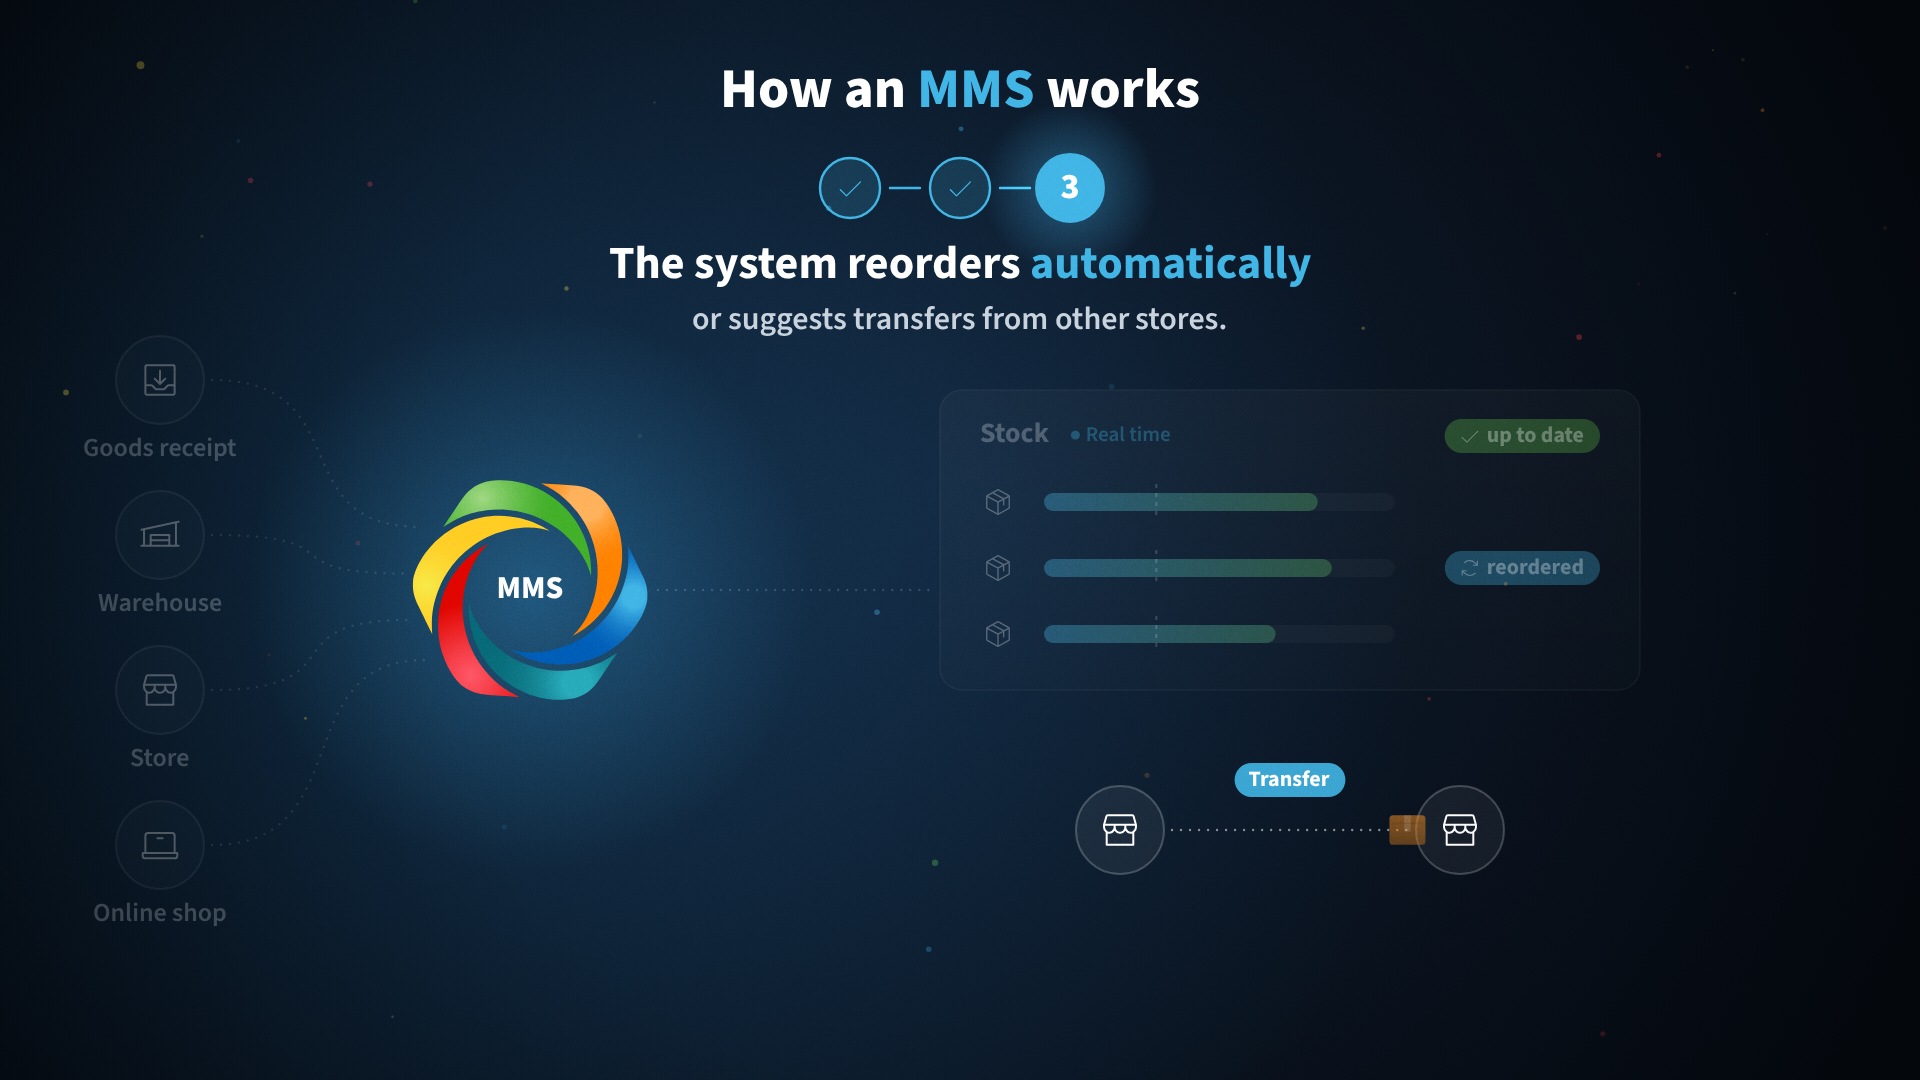 How an MMS works
3
The system reorders automatically
or suggests transfers from other stores.
Goods receipt
Warehouse
Store
Online shop
MMS
Stock
Real time
up to date
reordered
Transfer